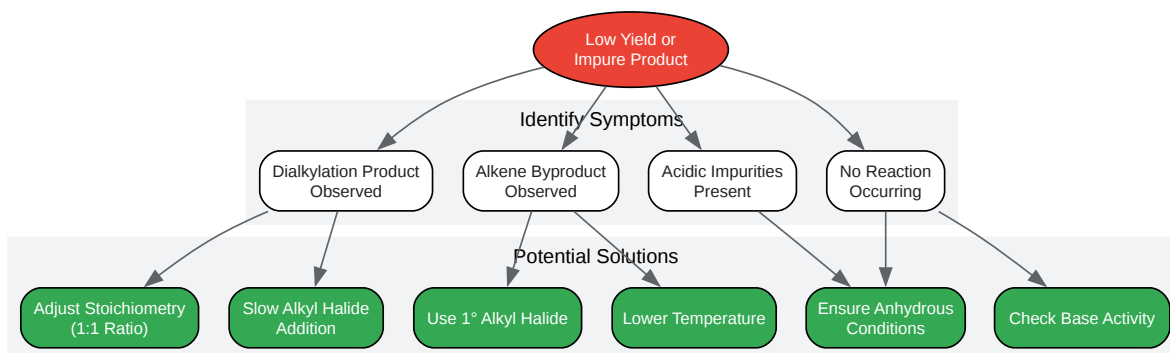 Low Yield or
Impure Product
Identify Symptoms
Dialkylation Product
Observed
Alkene Byproduct
Observed
Acidic Impurities
Present
No Reaction
Occurring
Potential Solutions
Adjust Stoichiometry
(1:1 Ratio)
Slow Alkyl Halide
Addition
Use 1° Alkyl Halide
Lower Temperature
Ensure Anhydrous
Conditions
Check Base Activity